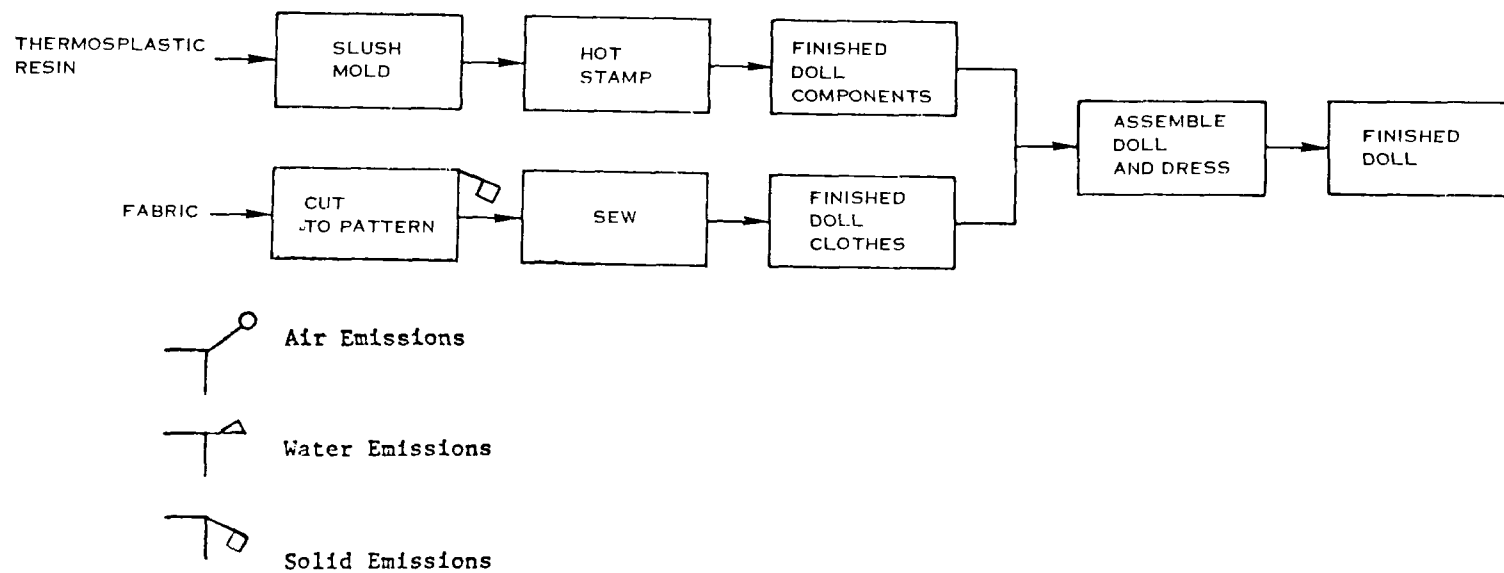 THERMOSPLASTIC
RESIN
SLUSH
MOLD
HOT
STAMP
FINISHED
DOLL
COMPONENTS
ASSEMBLE
DOLL
AND DRESS
FINISHED
DOLL
FABRIC
CUT
TO PATTERN
SEW
FINISHED
DOLL
CLOTHES
Air Emissions
Water Emissions
Solid Emissions